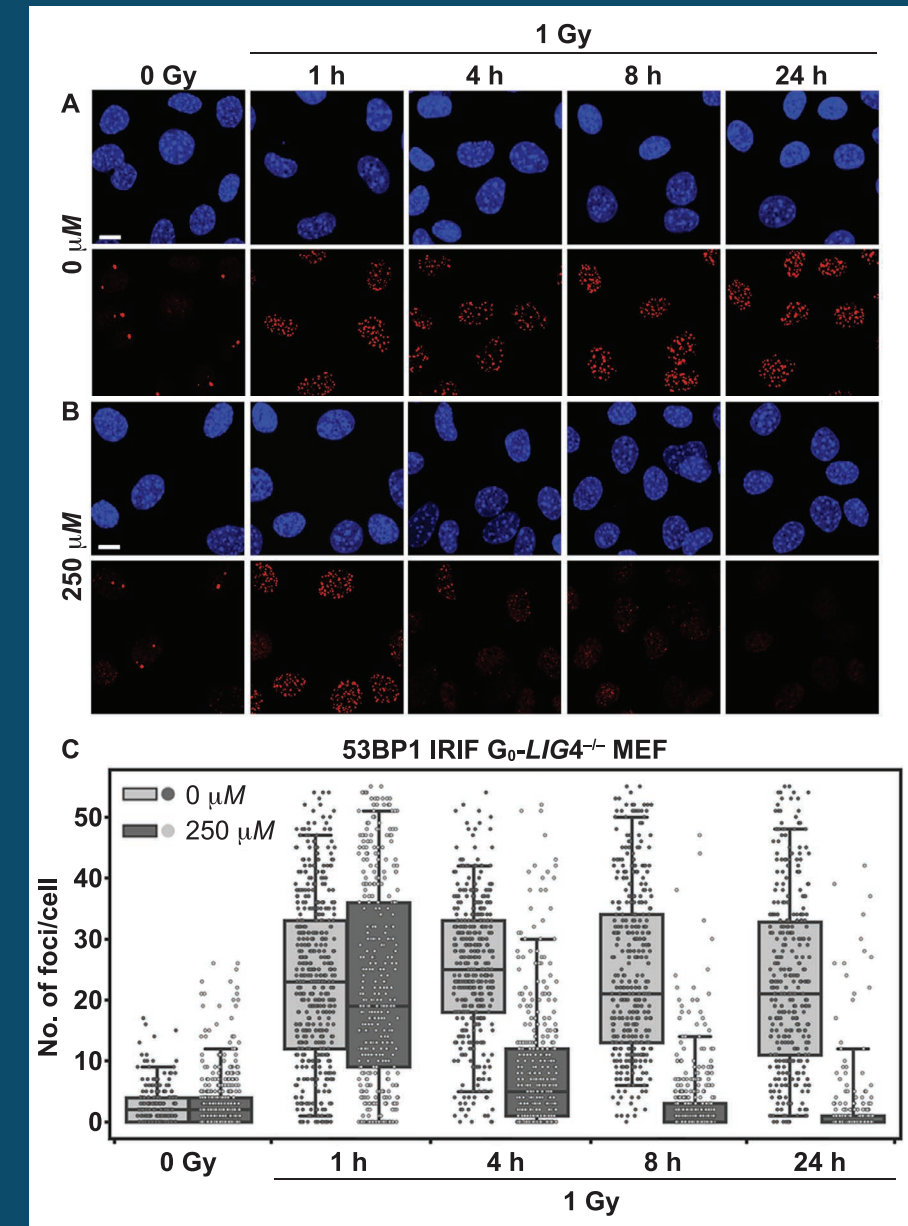 1 Gy
0 Gy 1 h 4 h 8 h 24 h
A
0 μM
B
250 μM
C 53BP1 IRIF G₀-LIG4⁻/⁻ MEF
0 μM
250 μM
No. of foci/cell
50
40
30
20
10
0
0 Gy 1 h 4 h 8 h 24 h
1 Gy